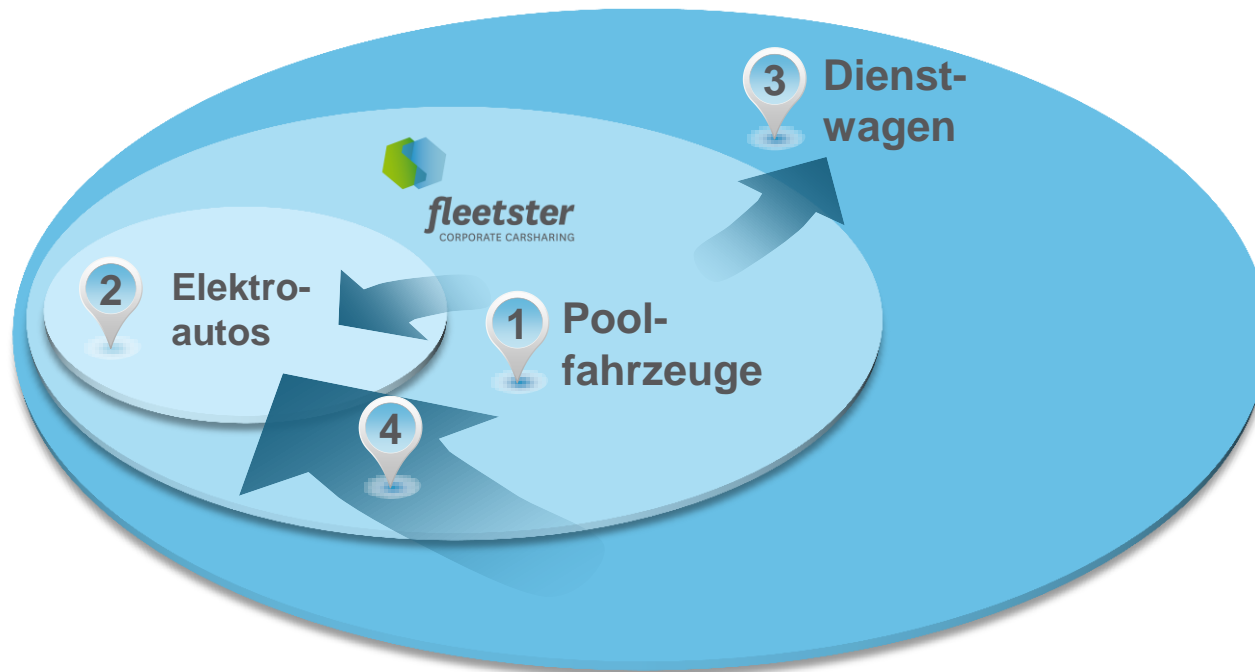 3
Dienst-
wagen
fleetster
CORPORATE CARSHARING
2
Elektro-
autos
1
Pool-
fahrzeuge
4